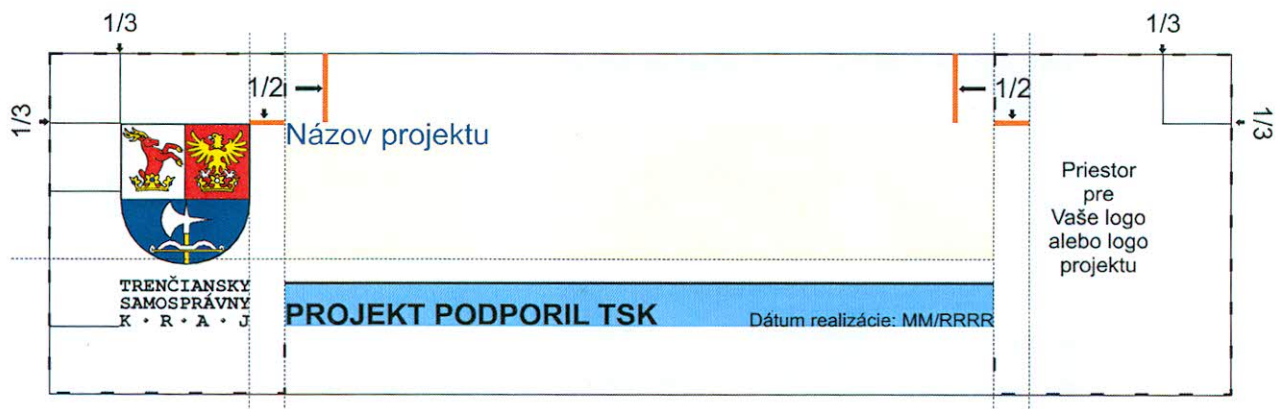 1/3
1/3
1/2
1/2
1/3
Názov projektu
1/3
Priestor
pre
Vaše logo
alebo logo
projektu
TRENČIANSKY
SAMOSPRÁVNY
K · R · A · J
PROJEKT PODPORIL TSK
Dátum realizácie: MM/RRRR